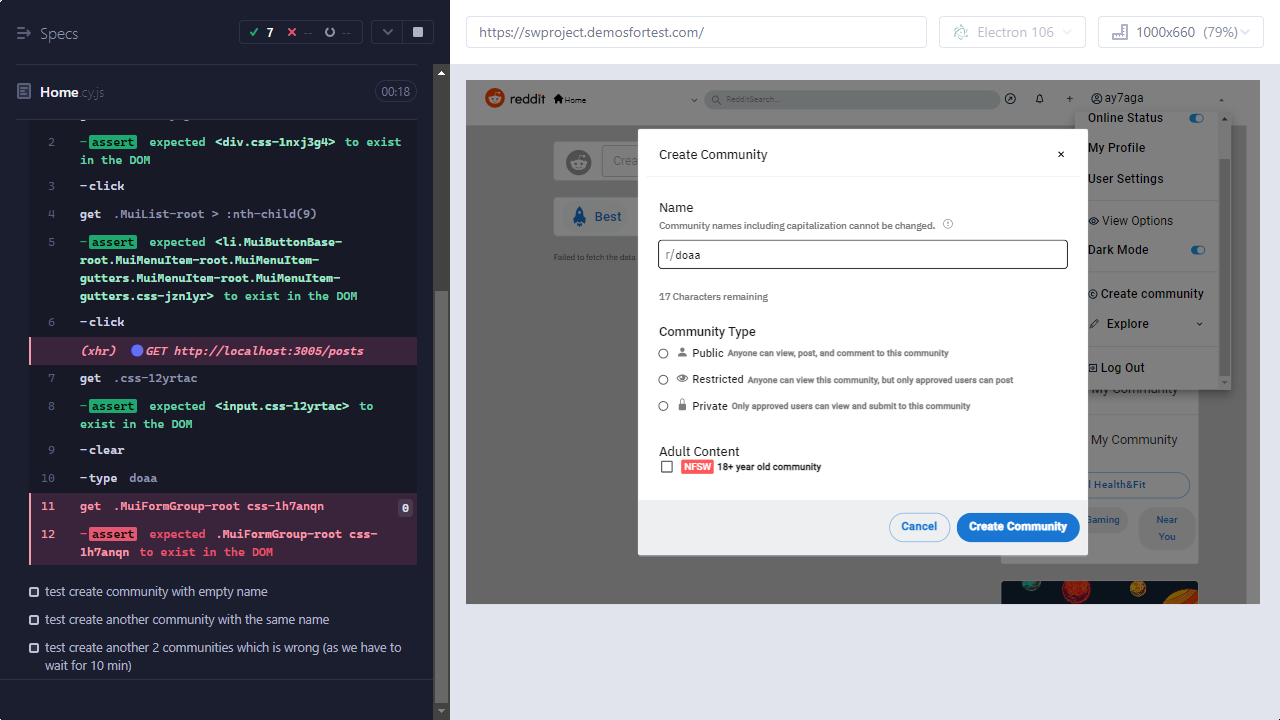 Specs
7
--
--
Home.cy.js
00:18
2
-assert expected <div.css-1nxj3g4> to exist
in the DOM
3 -click
4 get .MuiList-root > :nth-child(9)
5 -assert expected <li.MuiButtonBase-
root.MuiMenuItem-root.MuiMenuItem-
gutters.MuiMenuItem-root.MuiMenuItem-
gutters.css-jzn1yr> to exist in the DOM
6 -click
(xhr) GET http://localhost:3005/posts
7 get .css-12yrtac
8 -assert expected <input.css-12yrtac> to
exist in the DOM
9 -clear
10 -type doaa
11 get .MuiFormGroup-root css-1h7anqn 0
12 -assert expected .MuiFormGroup-root css-
1h7anqn to exist in the DOM
test create community with empty name
test create another community with the same name
test create another 2 communities which is wrong (as we have to
wait for 10 min)
https://swproject.demosfortest.com/
Electron 106
1000x660 (79%)
reddit
Home
RedditSearch...
ay7aga
Online Status
My Profile
User Settings
View Options
Dark Mode
Create community
Explore
Log Out
Crea
Best
Failed to fetch the data
Create Community
×
Name
Community names including capitalization cannot be changed.
r/doaa
17 Characters remaining
Community Type
Public Anyone can view, post, and comment to this community
Restricted Anyone can view this community, but only approved users can post
Private Only approved users can view and submit to this community
Adult Content
NFSW 18+ year old community
Cancel
Create Community
My Community
My Community
Health&Fit
Gaming
Near
You